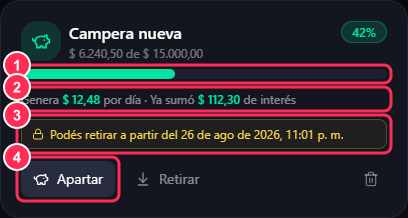 Campera nueva
42%
$ 6.240,50 de $ 15.000,00
1
2
Genera $ 12,48 por día · Ya sumó $ 112,30 de interés
3
Podés retirar a partir del 26 de ago de 2026, 11:01 p. m.
4
Apartar
Retirar